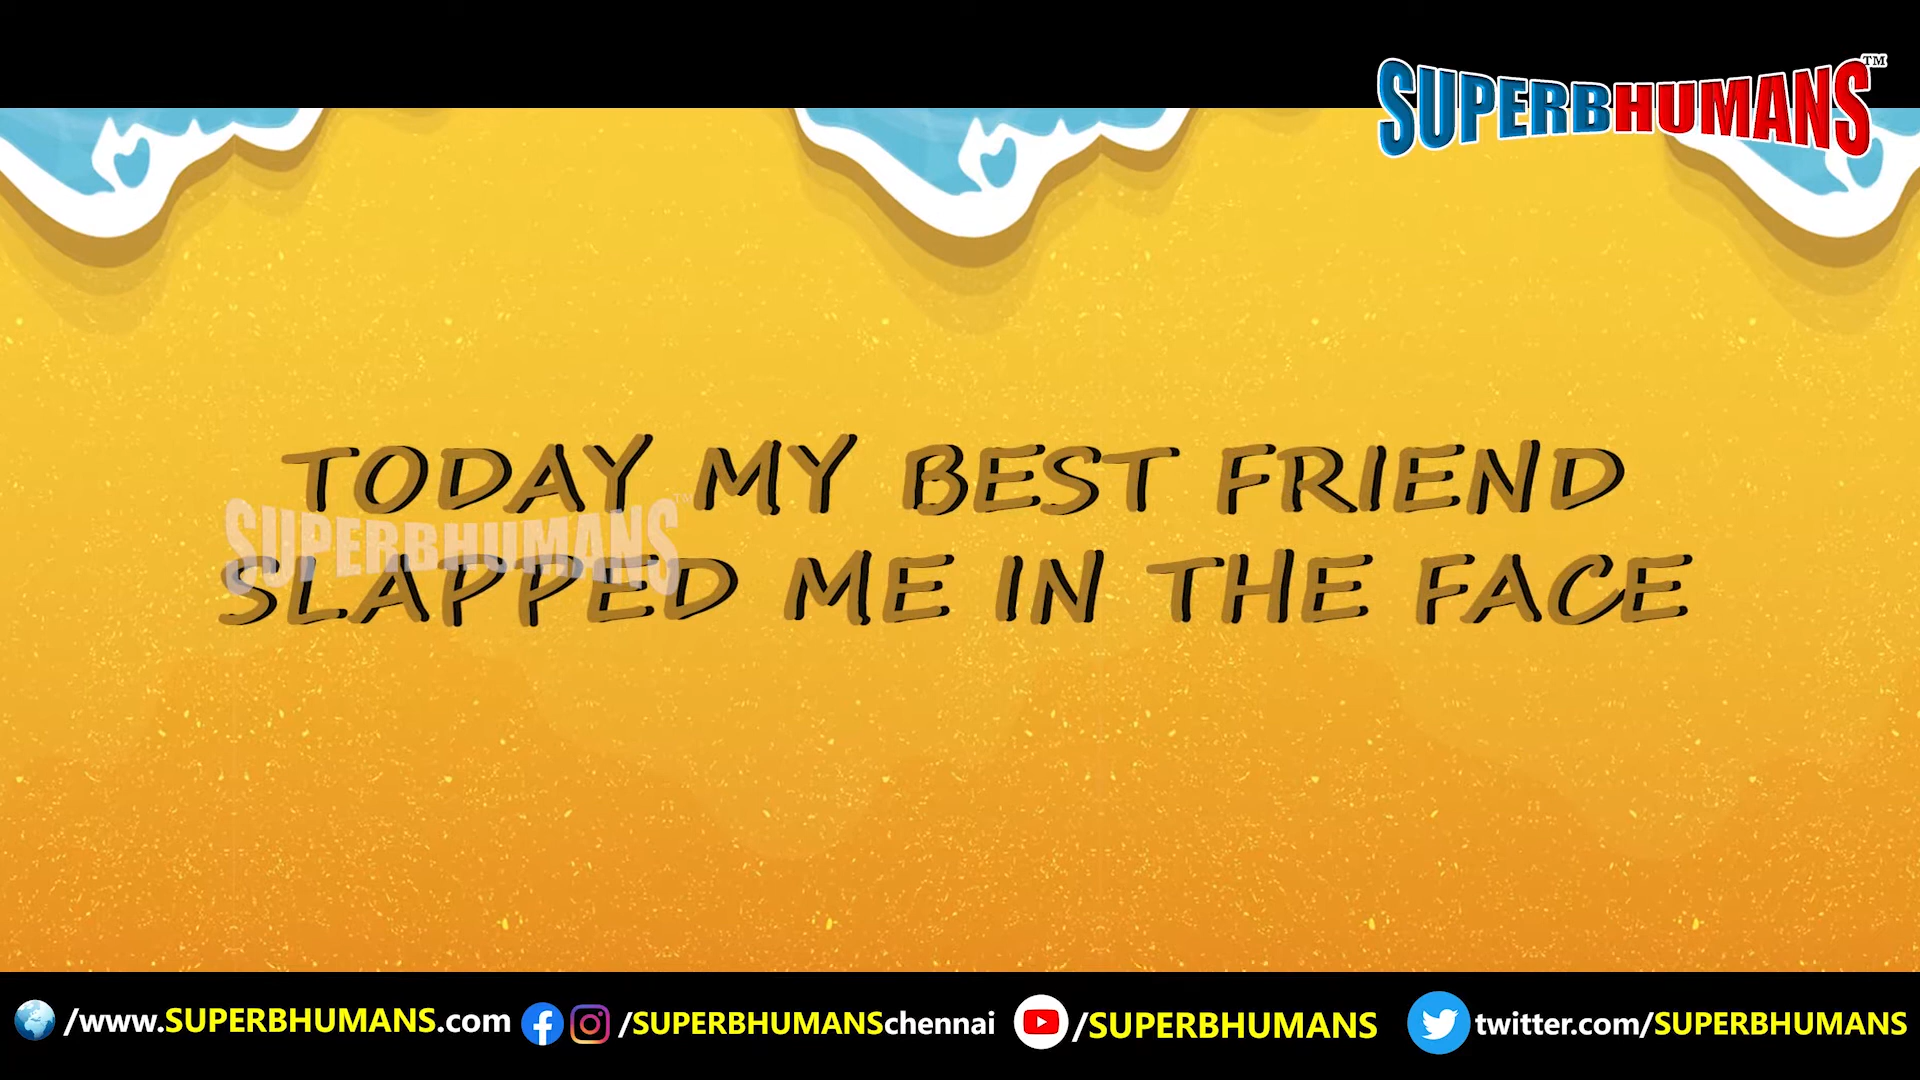 SUPERBHUMANS™
TODAY MY BEST FRIEND
SUPERBHUMANS™
SLAPPED ME IN THE FACE
/www.SUPERBHUMANS.com
/SUPERBHUMANSchennai
/SUPERBHUMANS
twitter.com/SUPERBHUMANS